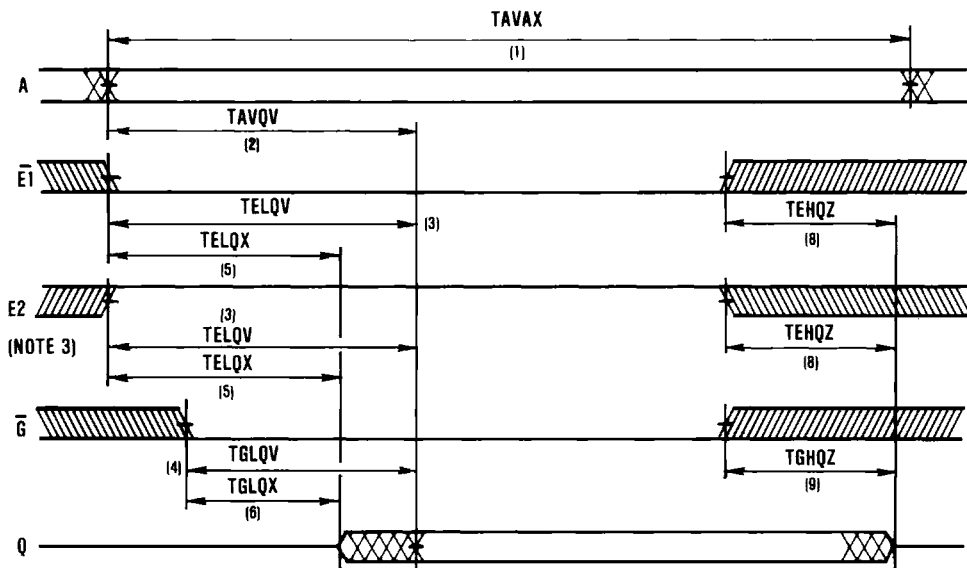 TAVAX
(1)
A
TAVQV
(2)
E1
TELQV
(3)
TEHQZ
(8)
TELQX
(5)
E2
(3)
(NOTE 3)
TELQV
TEHQZ
(8)
TELQX
(5)
G
(4)
TGLQV
TGHQZ
(9)
TGLQX
(6)
Q